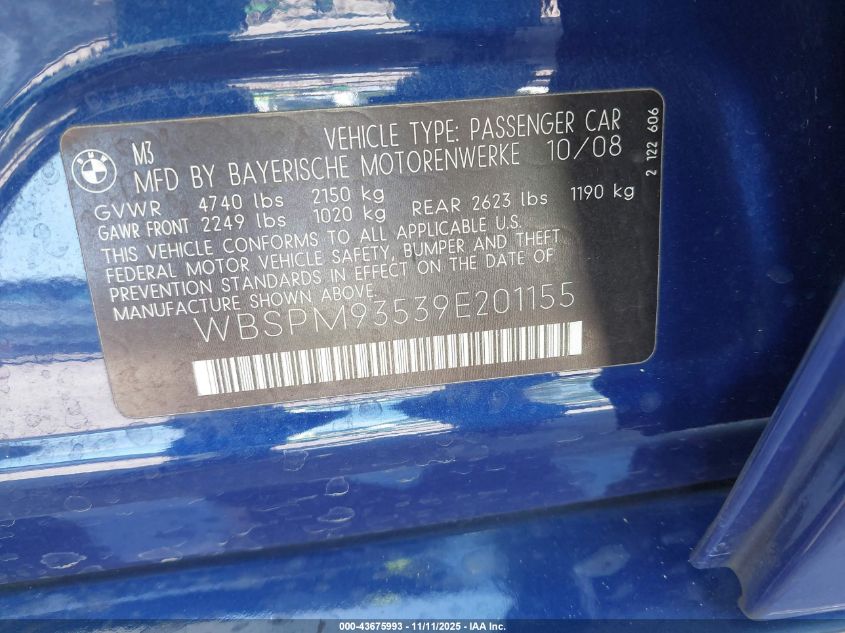 BMW
M3 VEHICLE TYPE: PASSENGER CAR
MFD BY BAYERISCHE MOTORENWERKE 10/08
GVWR 4740 lbs 2150 kg
GAWR FRONT 2249 lbs 1020 kg REAR 2623 lbs 1190 kg
THIS VEHICLE CONFORMS TO ALL APPLICABLE U.S.
FEDERAL MOTOR VEHICLE SAFETY, BUMPER AND THEFT
PREVENTION STANDARDS IN EFFECT ON THE DATE OF
MANUFACTURE SHOWN ABOVE.
WBSPM93539E201155
2 122 606
000-43675993 - 11/11/2025 - IAA Inc.